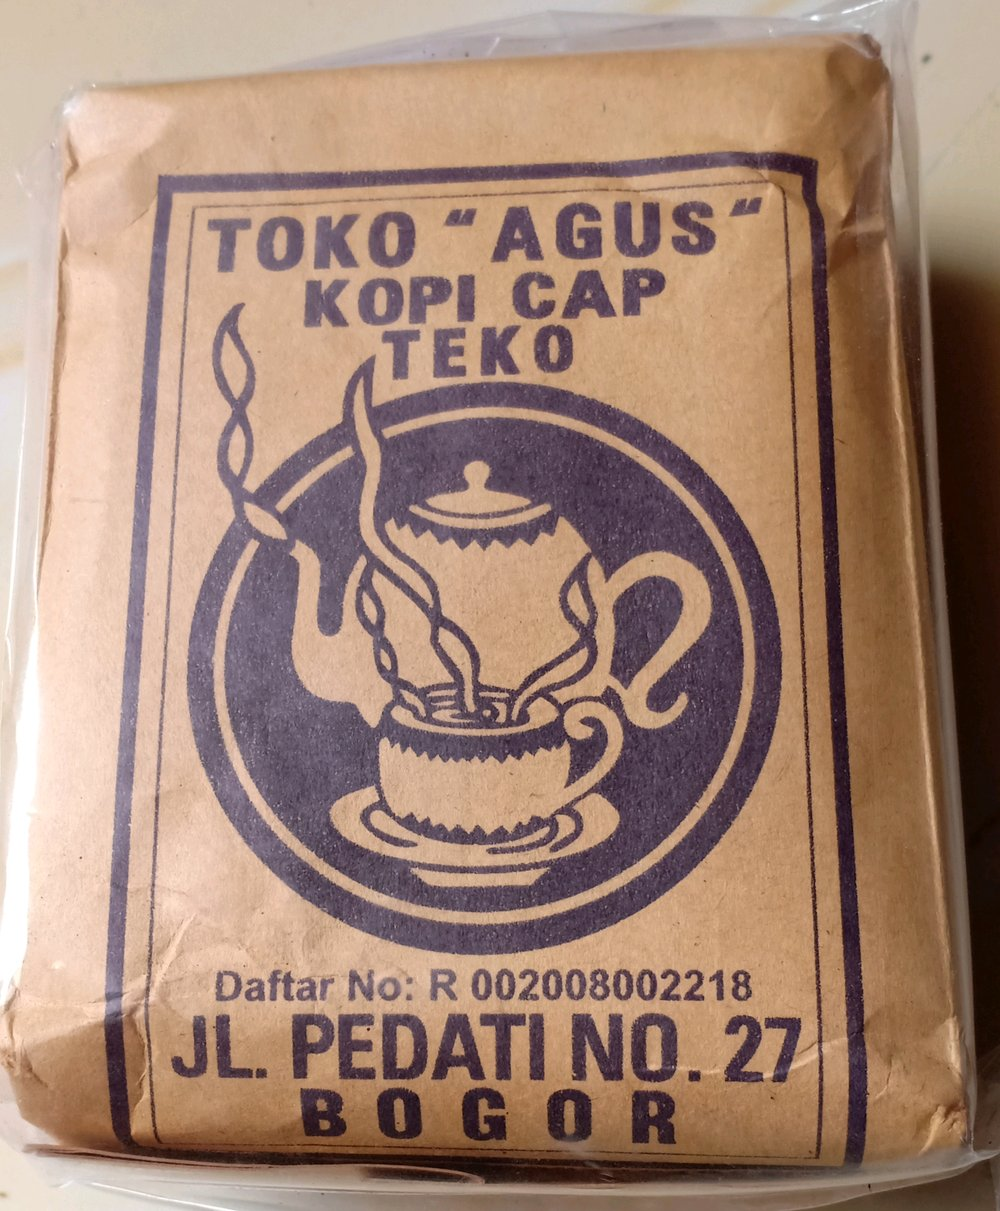 TOKO “AGUS“
KOPI CAP
TEKO
Daftar No: R 002008002218
JL. PEDATI NO. 27
BOGOR